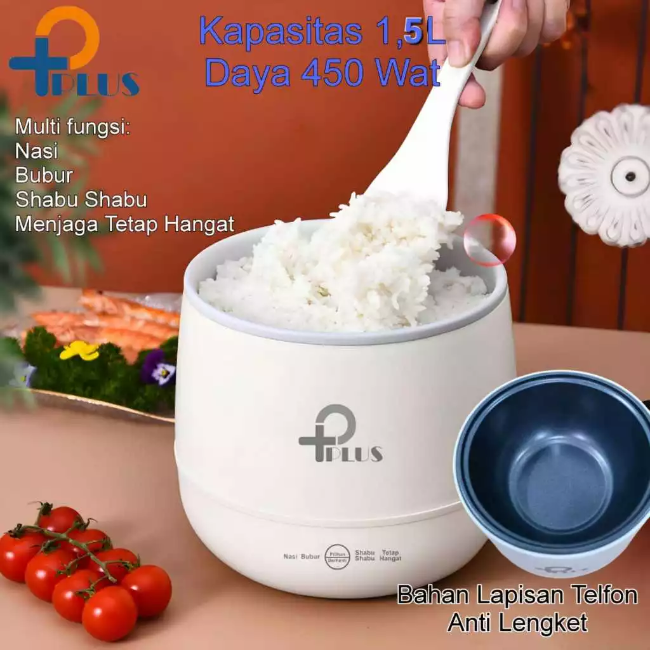 PLUS
Kapasitas 1,5L
Daya 450 Wat
Multi fungsi:
Nasi
Bubur
Shabu Shabu
Menjaga Tetap Hangat
PLUS
Nasi Bubur
Shabu Shabu
Tetap Hangat
Bahan Lapisan Telfon
Anti Lengket